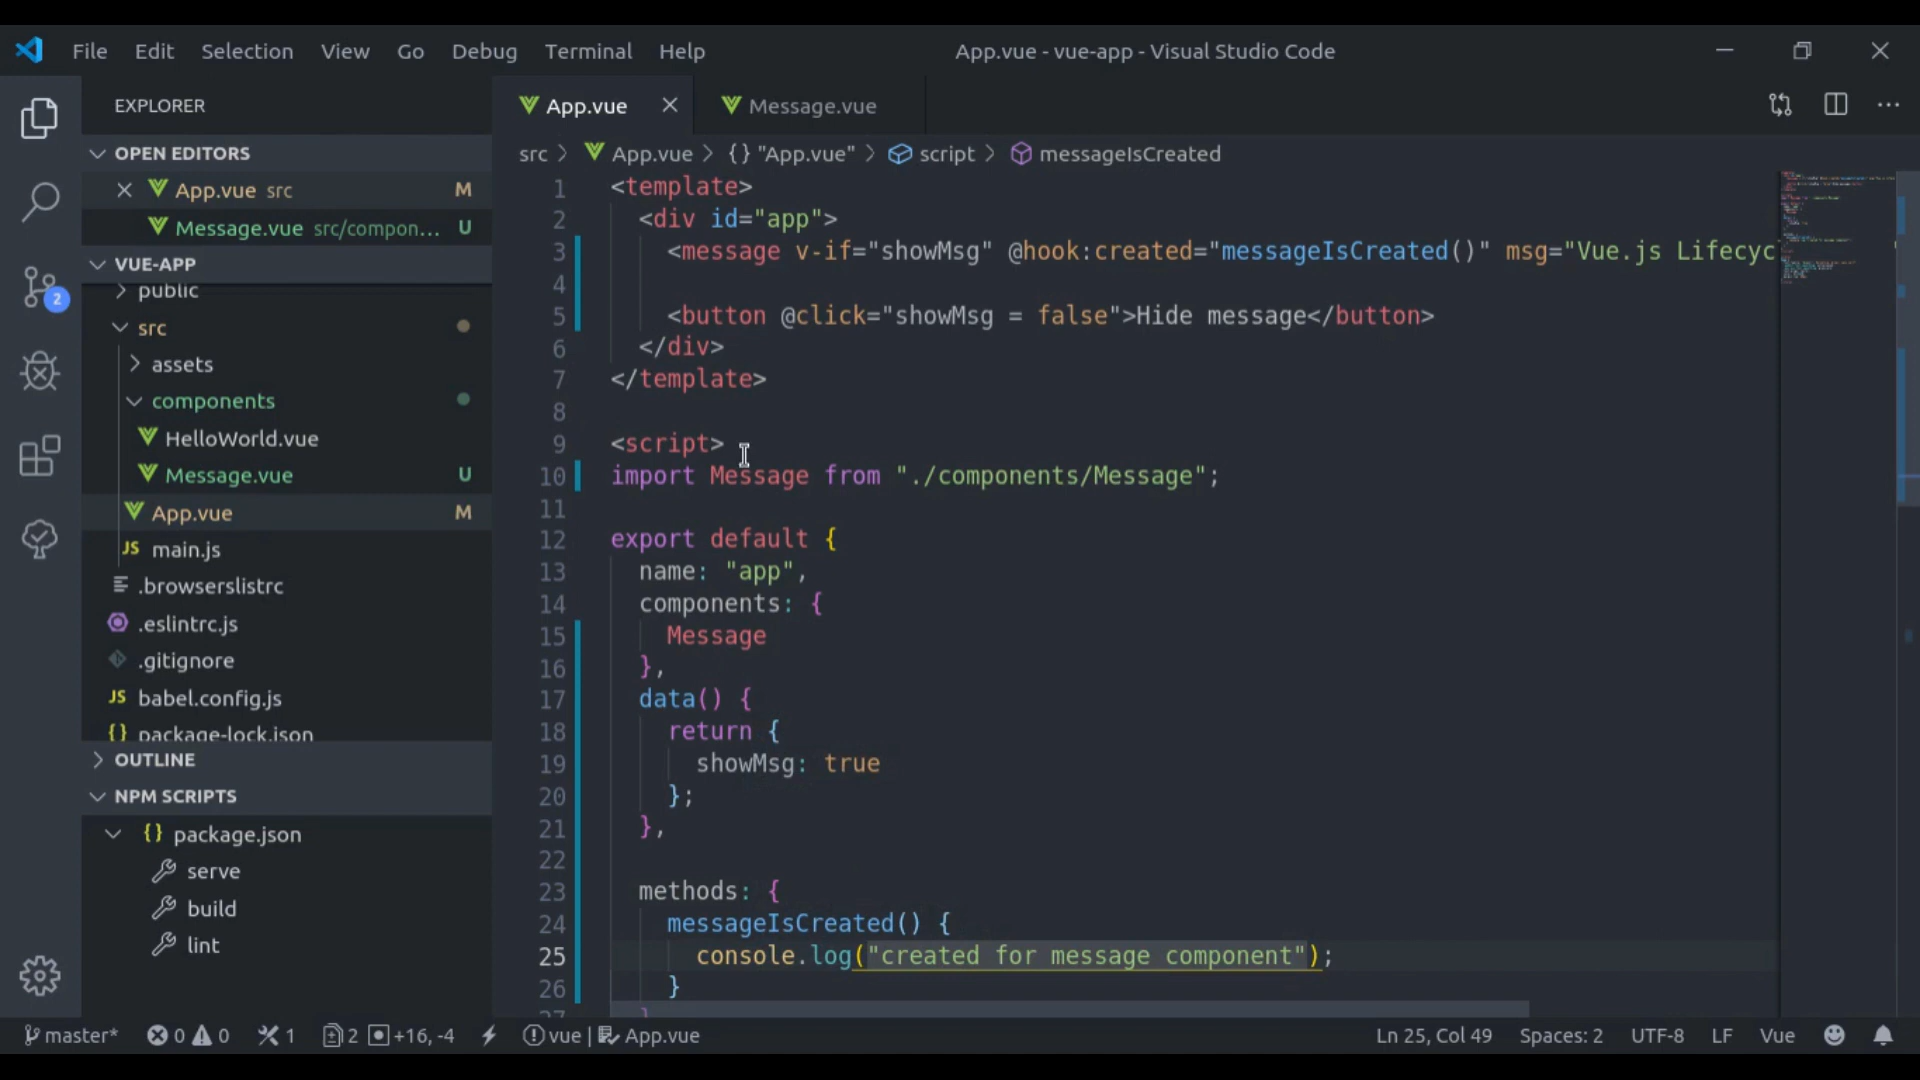 File Edit Selection View Go Debug Terminal Help App.vue - vue-app - Visual Studio Code
EXPLORER
OPEN EDITORS
App.vue src M
Message.vue src/compon... U
VUE-APP
public
src
assets
components
HelloWorld.vue
Message.vue U
App.vue M
JS main.js
.browserslistrc
.eslintrc.js
.gitignore
JS babel.config.js
{} package-lock.json
OUTLINE
NPM SCRIPTS
{} package.json
serve
build
lint
2
App.vue Message.vue
src > App.vue > {} "App.vue" > script > messageIsCreated
1 <template>
2 <div id="app">
3 <message v-if="showMsg" @hook:created="messageIsCreated()" msg="Vue.js Lifecyc
4
5 <button @click="showMsg = false">Hide message</button>
6 </div>
7 </template>
8
9 <script>
10 import Message from "./components/Message";
11
12 export default {
13 name: "app",
14 components: {
15 Message
16 },
17 data() {
18 return {
19 showMsg: true
20 };
21 },
22
23 methods: {
24 messageIsCreated() {
25 console.log("created for message component");
26 }
27 }
master* 0 0 1 2 +16, -4 vue | App.vue Ln 25, Col 49 Spaces: 2 UTF-8 LF Vue